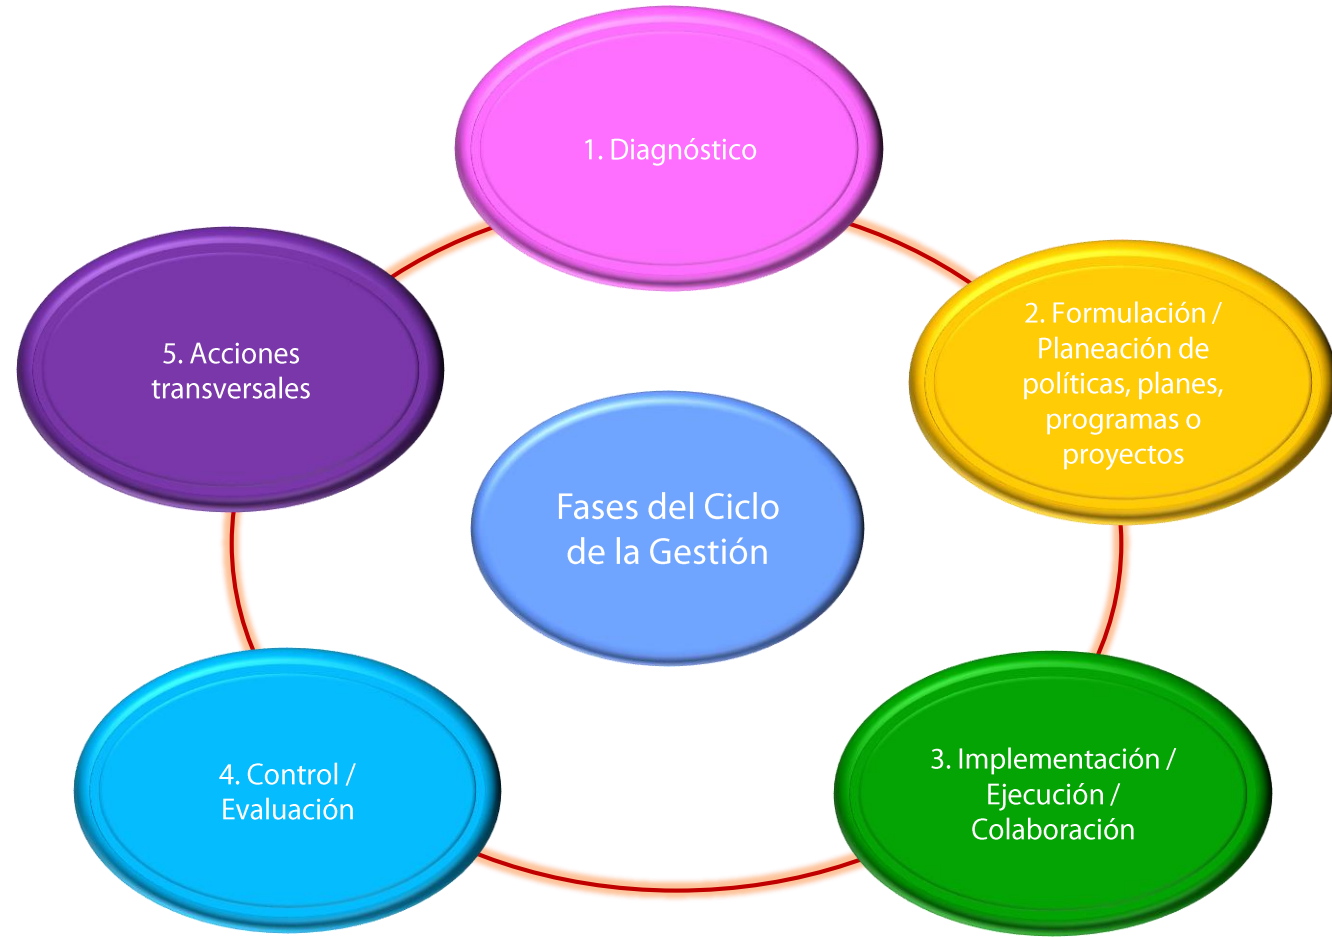 1. Diagnóstico
2. Formulación /
Planeación de
políticas, planes,
programas o
proyectos
3. Implementación /
Ejecución /
Colaboración
4. Control /
Evaluación
5. Acciones
transversales
Fases del Ciclo
de la Gestión